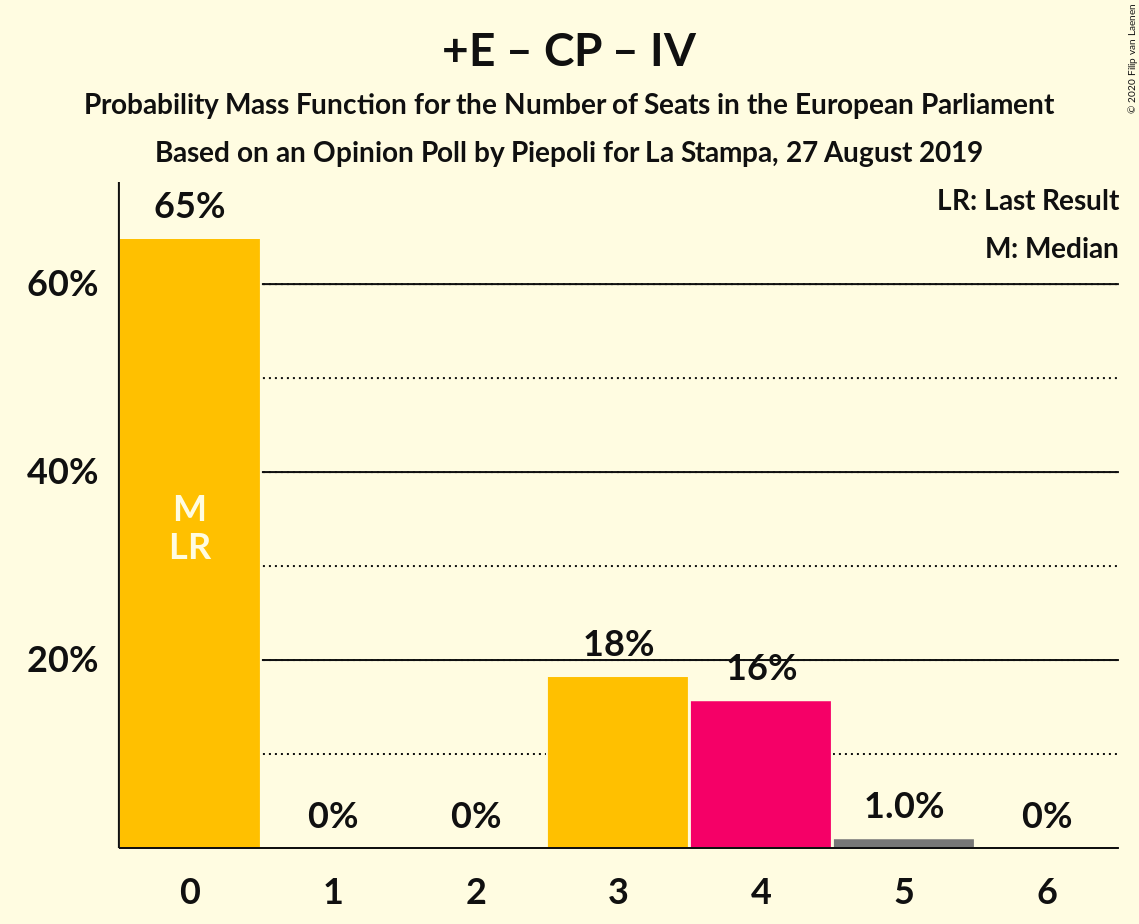 +E – CP – IV
Probability Mass Function for the Number of Seats in the European Parliament
Based on an Opinion Poll by Piepoli for La Stampa, 27 August 2019
© 2020 Filip van Laenen
LR: Last Result
M: Median
65%
60%
40%
20%
M
LR
0%
0%
18%
16%
1.0%
0%
0
1
2
3
4
5
6